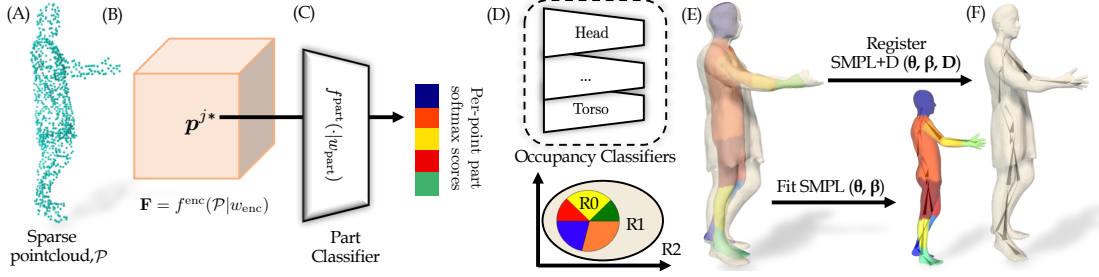 (A)
(B)
(C)
(D)
(E)
(F)
Sparse
pointcloud, 𝒫
p^{j*}
F = f^{enc}(𝒫|w_{enc})
f^{part}(·|w_{part})
Part
Classifier
Per-point part
softmax scores
Head
...
Torso
Occupancy Classifiers
R0
R1
R2
Register
SMPL+D (θ, β, D)
Fit SMPL (θ, β)